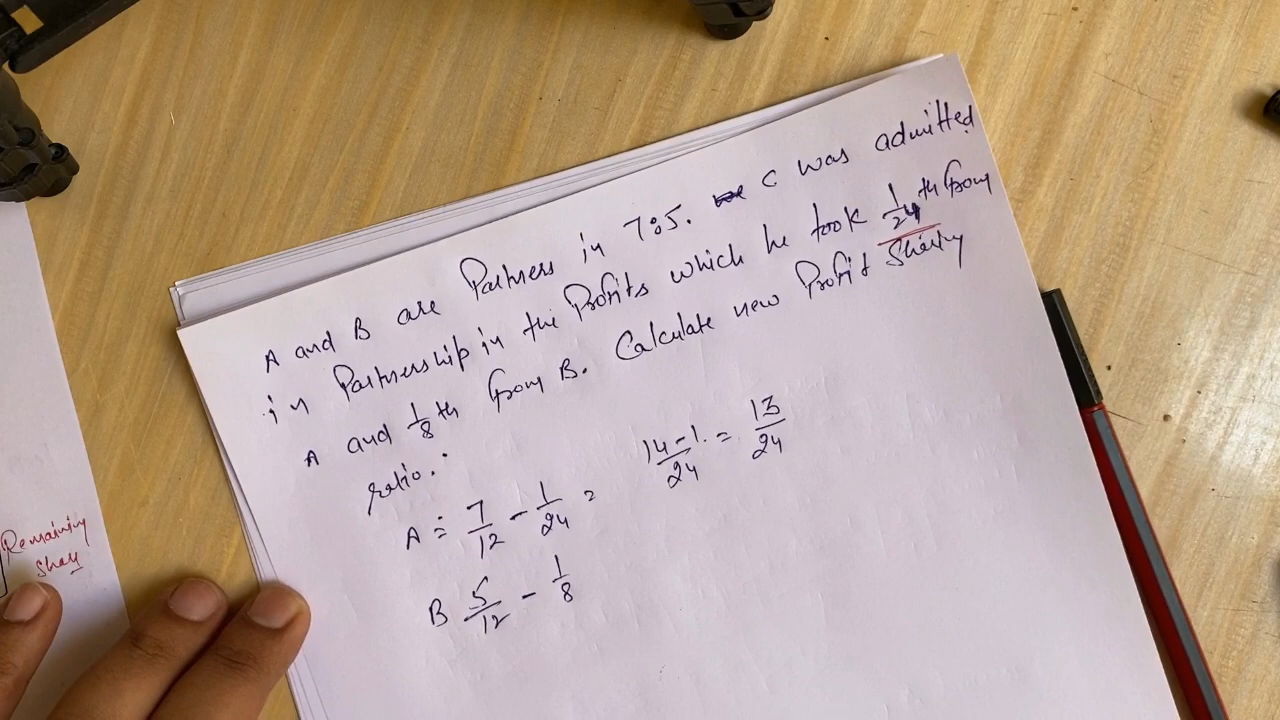 A and B are Partners in 7:5. C was admitted
in Partnership in the Profits which he took 1/24 th from
A and 1/8 th from B. Calculate new Profit Sharing
ratio.
A = 7/12 - 1/24 = 14-1/24 = 13/24
B 5/12 - 1/8
Remaining
Share